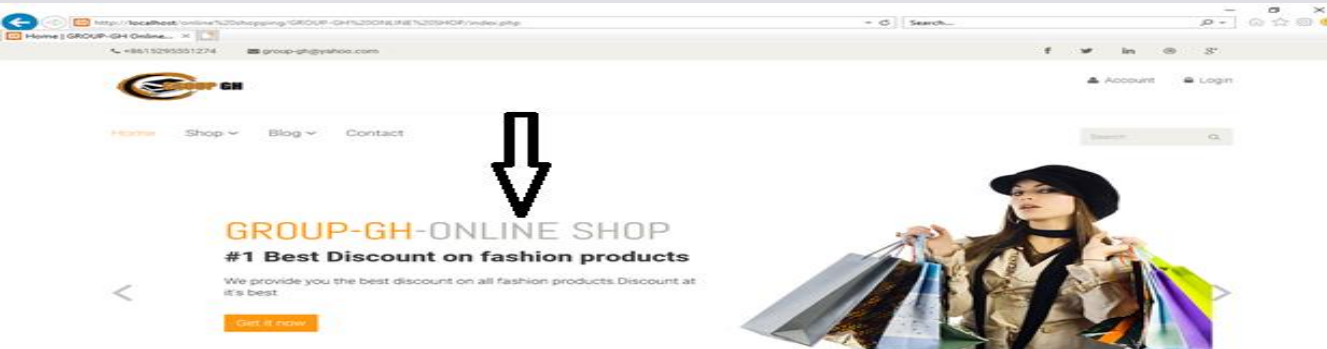 http://localhost/online%20shopping/GROUP-GH%20ONLINE%20SHOP/index.php
Search...
Home | GROUP-GH Online...
+8615295551274
group-gh@yahoo.com
GROUP GH
Account
Login
Home
Shop
Blog
Contact
Search
GROUP-GH-ONLINE SHOP
#1 Best Discount on fashion products
We provide you the best discount on all fashion products.Discount at
it's best
Get it now